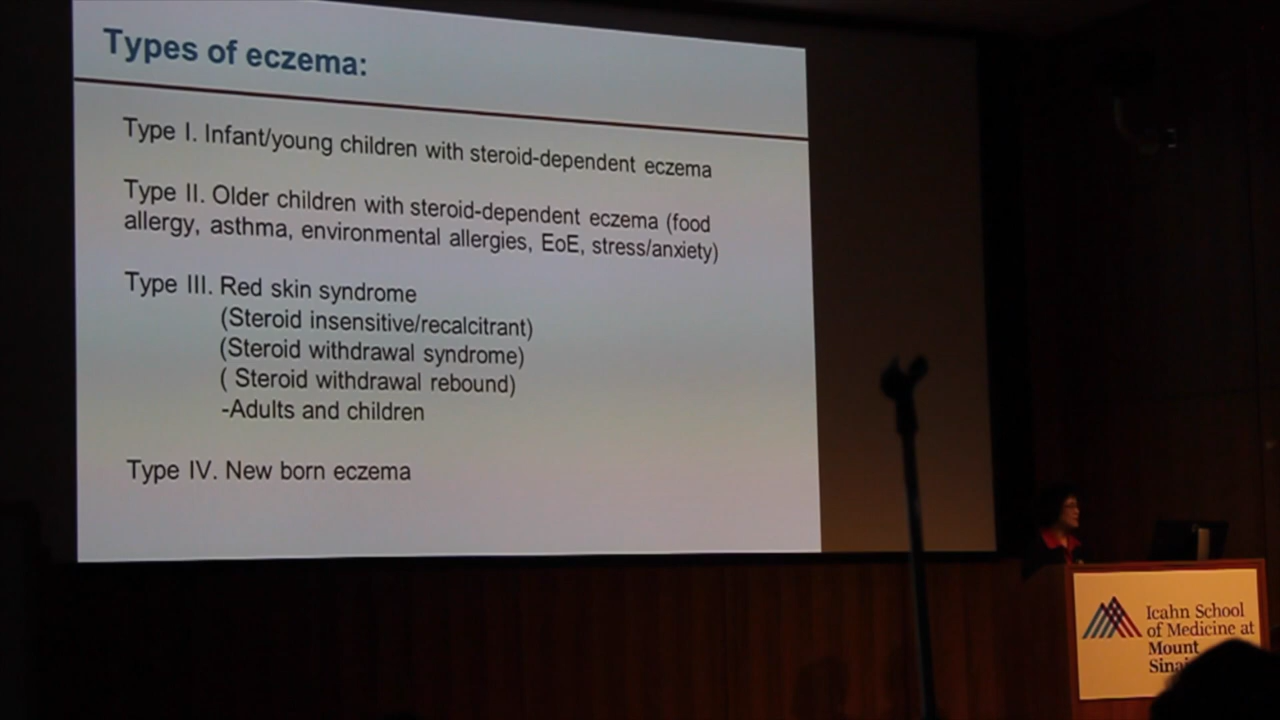 Types of eczema:
Type I. Infant/young children with steroid-dependent eczema
Type II. Older children with steroid-dependent eczema (food
allergy, asthma, environmental allergies, EoE, stress/anxiety)
Type III. Red skin syndrome
(Steroid insensitive/recalcitrant)
(Steroid withdrawal syndrome)
( Steroid withdrawal rebound)
-Adults and children
Type IV. New born eczema
Icahn School
of Medicine at
Mount
Sinai